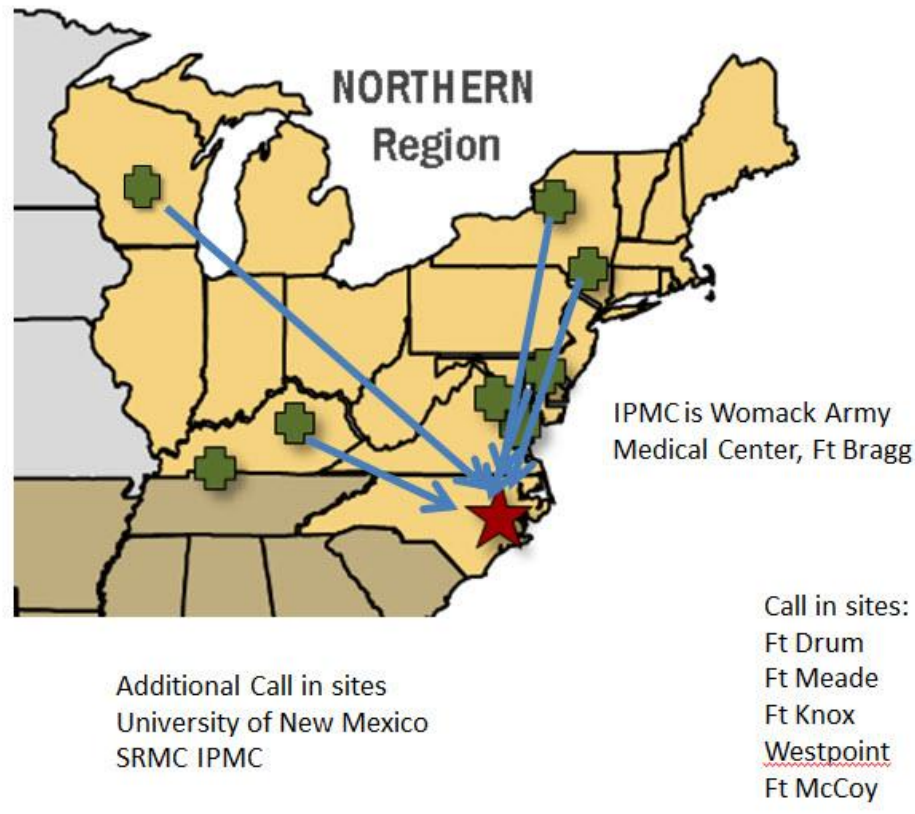 NORTHERN
Region
IPMC is Womack Army
Medical Center, Ft Bragg
Call in sites:
Ft Drum
Ft Meade
Ft Knox
Westpoint
Ft McCoy
Additional Call in sites
University of New Mexico
SRMC IPMC